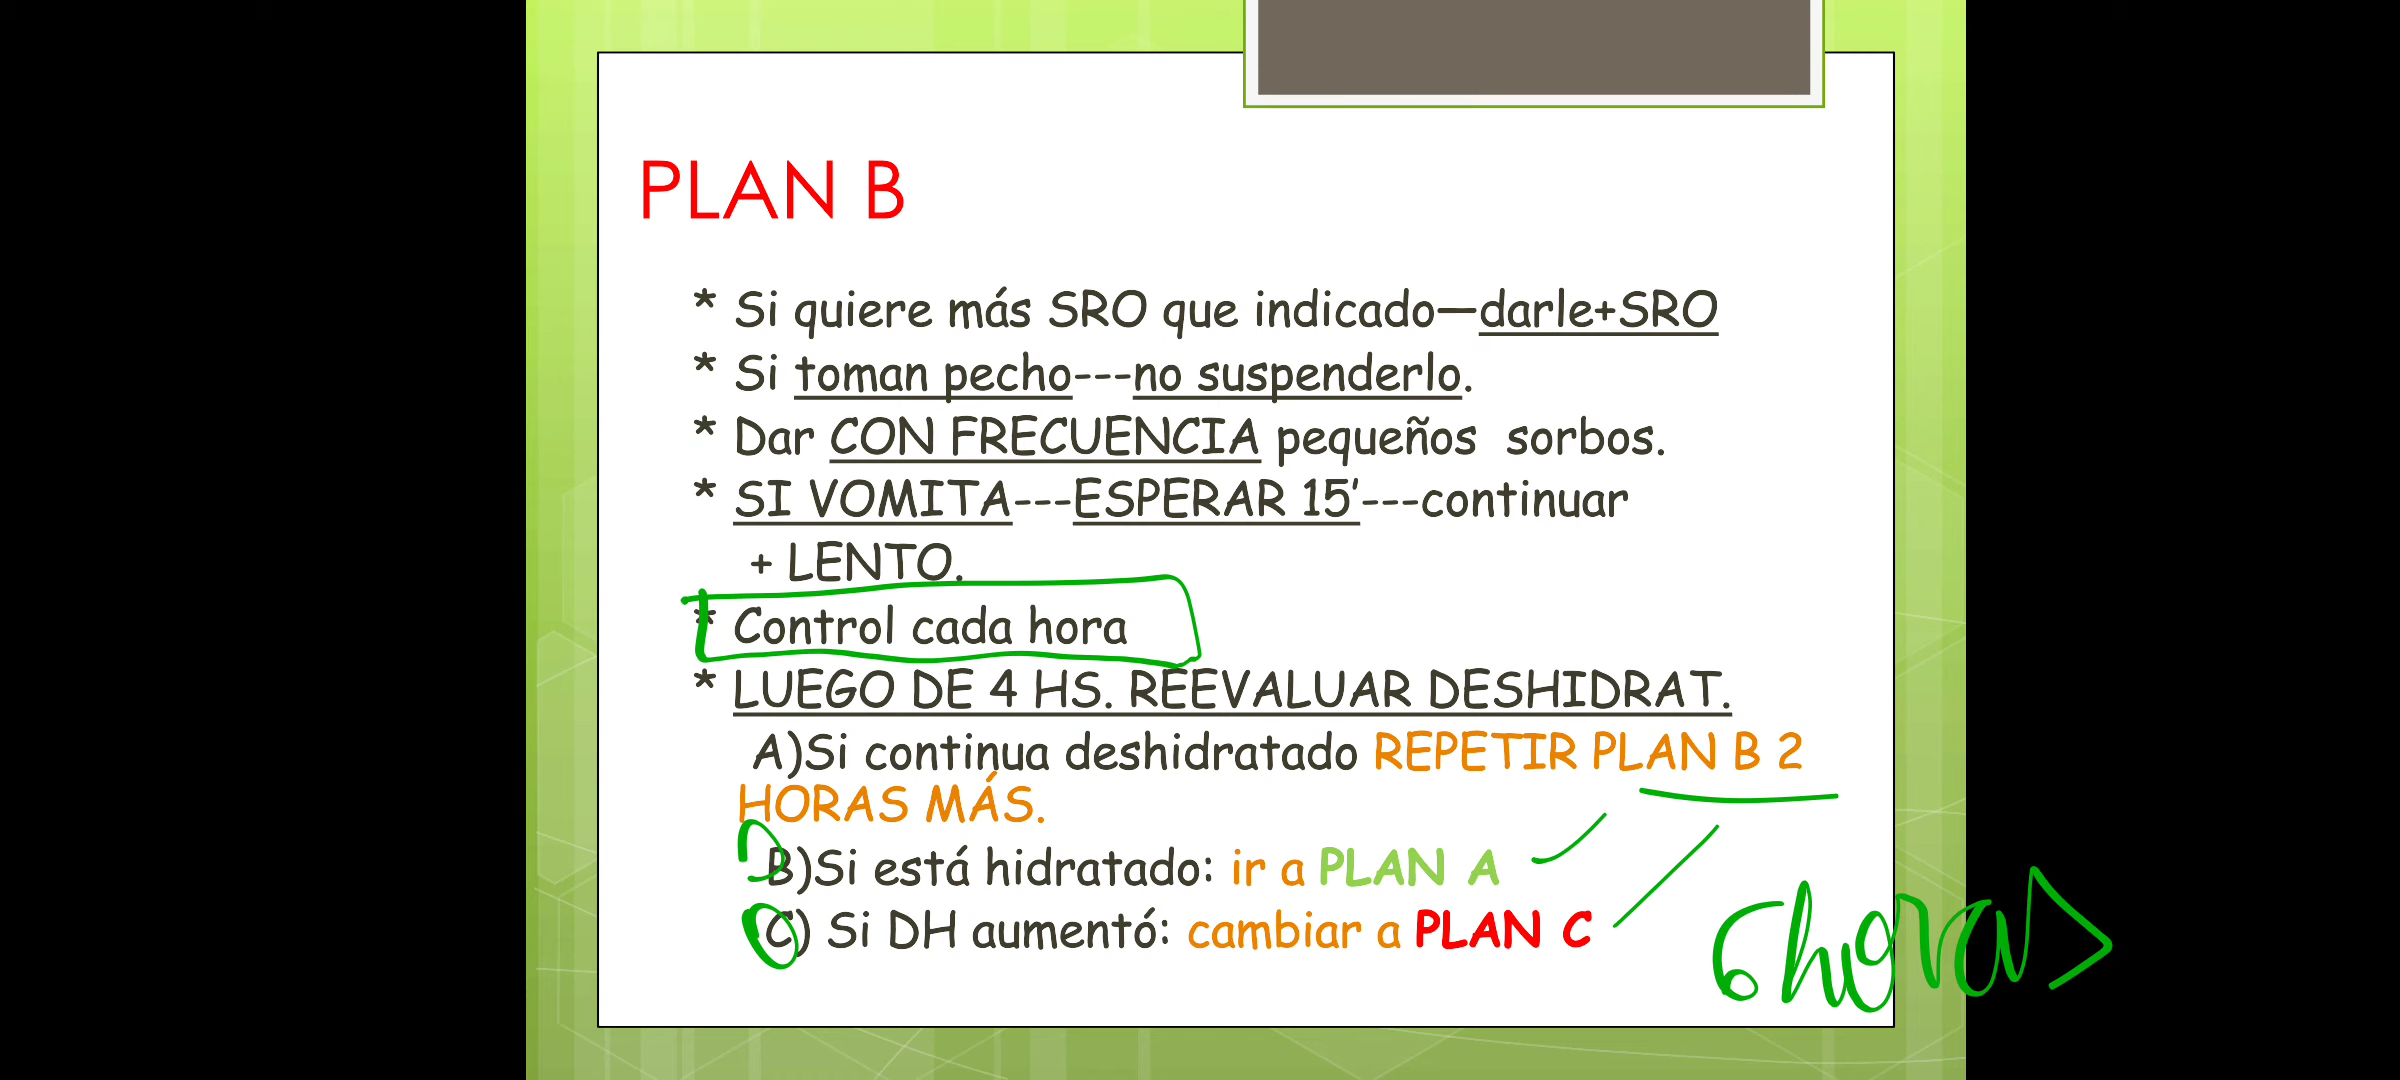 PLAN B
* Si quiere más SRO que indicado—darle+SRO
* Si toman pecho---no suspenderlo.
* Dar CON FRECUENCIA pequeños sorbos.
* SI VOMITA---ESPERAR 15'---continuar
+ LENTO.
* Control cada hora
* LUEGO DE 4 HS. REEVALUAR DESHIDRAT.
A)Si continua deshidratado REPETIR PLAN B 2
HORAS MÁS.
B)Si está hidratado: ir a PLAN A
C) Si DH aumentó: cambiar a PLAN C
6 horas